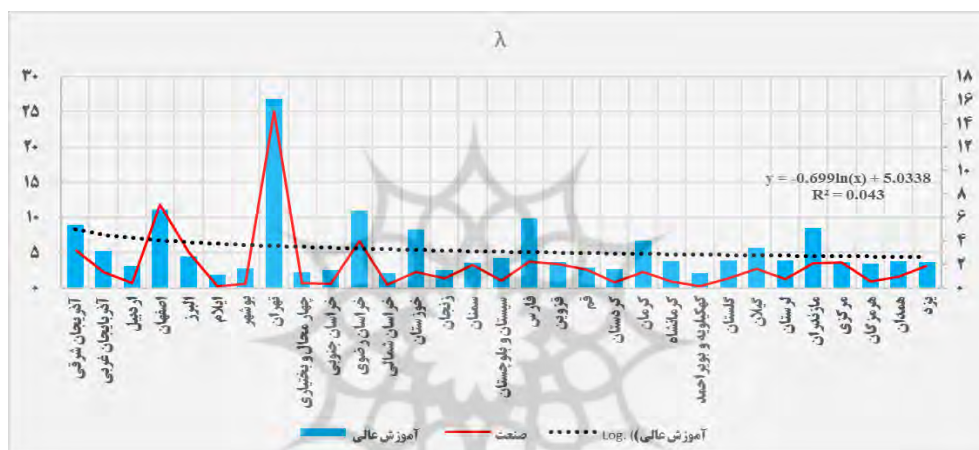 λ
۳۰
۲۵
۲۰
۱۵
۱۰
۵
۰
۱۸
۱۶
۱۴
۱۲
۱۰
۸
۶
۴
۲
۰
y = -0.699ln(x) + 5.0338
R² = 0.043
آذربایجان شرقی
آذربایجان غربی
اردبیل
اصفهان
البرز
ایلام
بوشهر
تهران
چهار محال و بختیاری
خراسان جنوبی
خراسان رضوی
خراسان شمالی
خوزستان
زنجان
سمنان
سیستان و بلوچستان
فارس
قزوین
قم
کردستان
کرمان
کرمانشاه
کهگیلویه و بویراحمد
گلستان
گیلان
لرستان
مازندران
مرکزی
هرمزگان
همدان
یزد
آموزش عالی
صنعت
Log. ((آموزش عالی